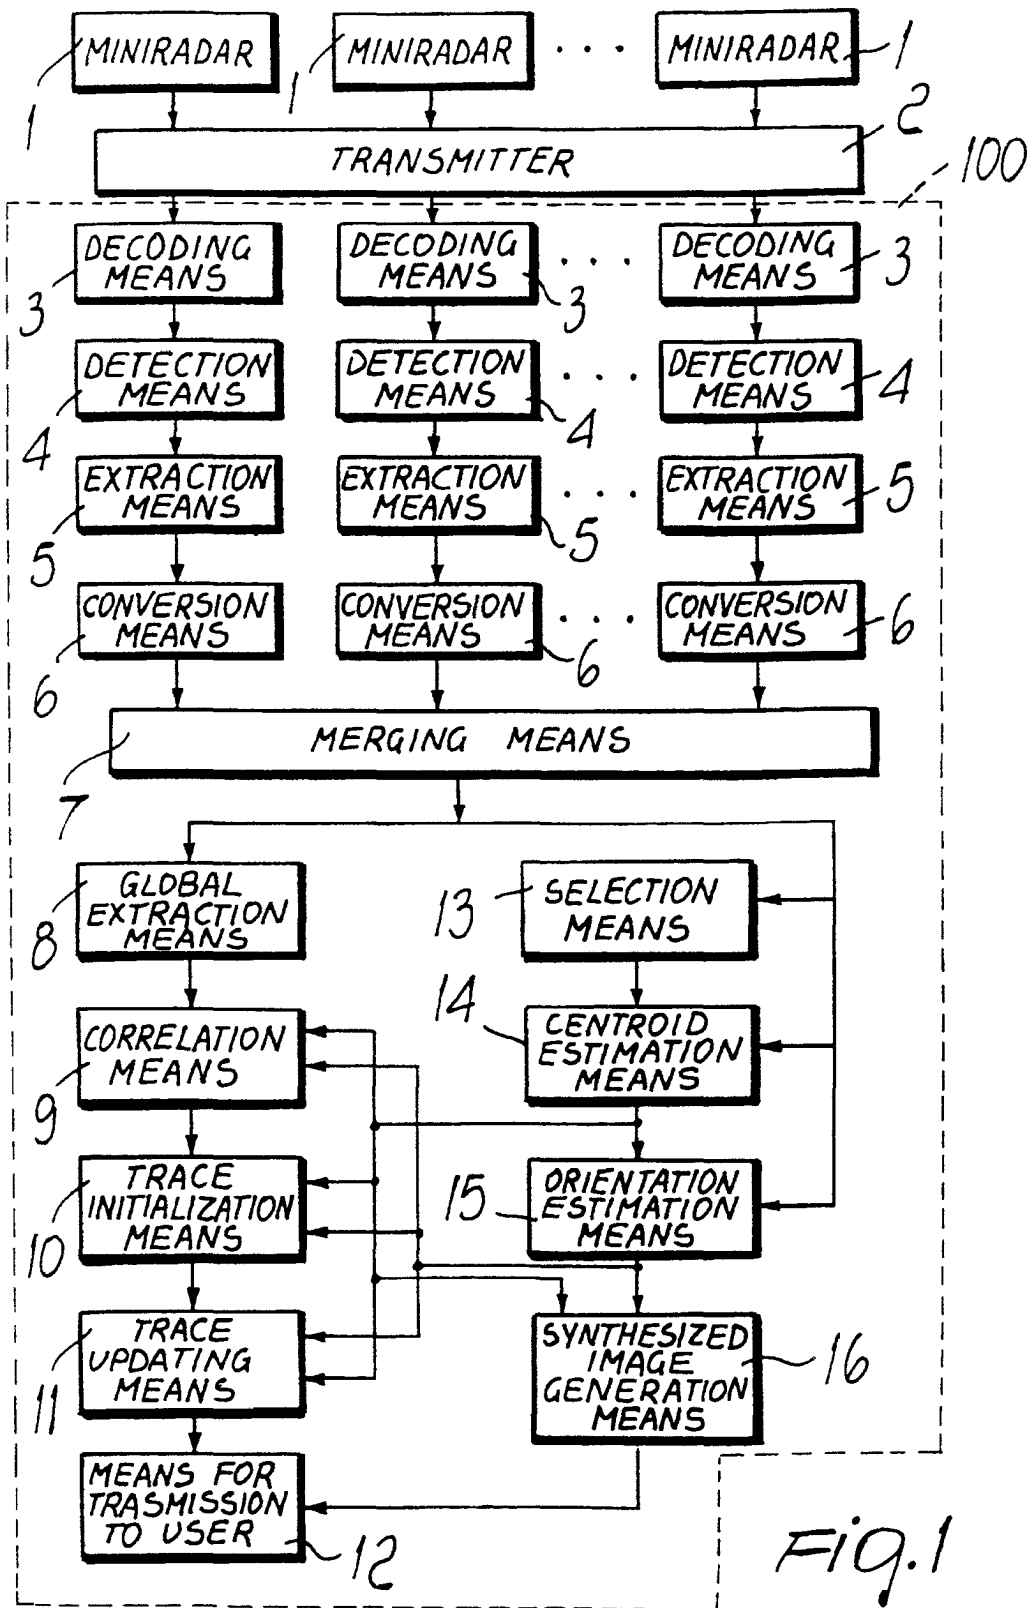 MINIRADAR MINIRADAR . . . MINIRADAR 1
1 1
TRANSMITTER 2
100
DECODING MEANS
3
DECODING MEANS
3
. . .
DECODING MEANS
3
DETECTION MEANS
4
DETECTION MEANS
4
. . .
DETECTION MEANS
4
EXTRACTION MEANS
5
EXTRACTION MEANS
5
. . .
EXTRACTION MEANS
5
CONVERSION MEANS
6
CONVERSION MEANS
6
. . .
CONVERSION MEANS
6
MERGING MEANS
7
GLOBAL
EXTRACTION
MEANS
8
13
SELECTION
MEANS
CORRELATION
MEANS
9
14
CENTROID
ESTIMATION
MEANS
TRACE
INITIALIZATION
MEANS
10
15
ORIENTATION
ESTIMATION
MEANS
TRACE
UPDATING
MEANS
11
SYNTHESIZED
IMAGE
GENERATION
MEANS
16
MEANS FOR
TRASMISSION
TO USER
12
Fig.1